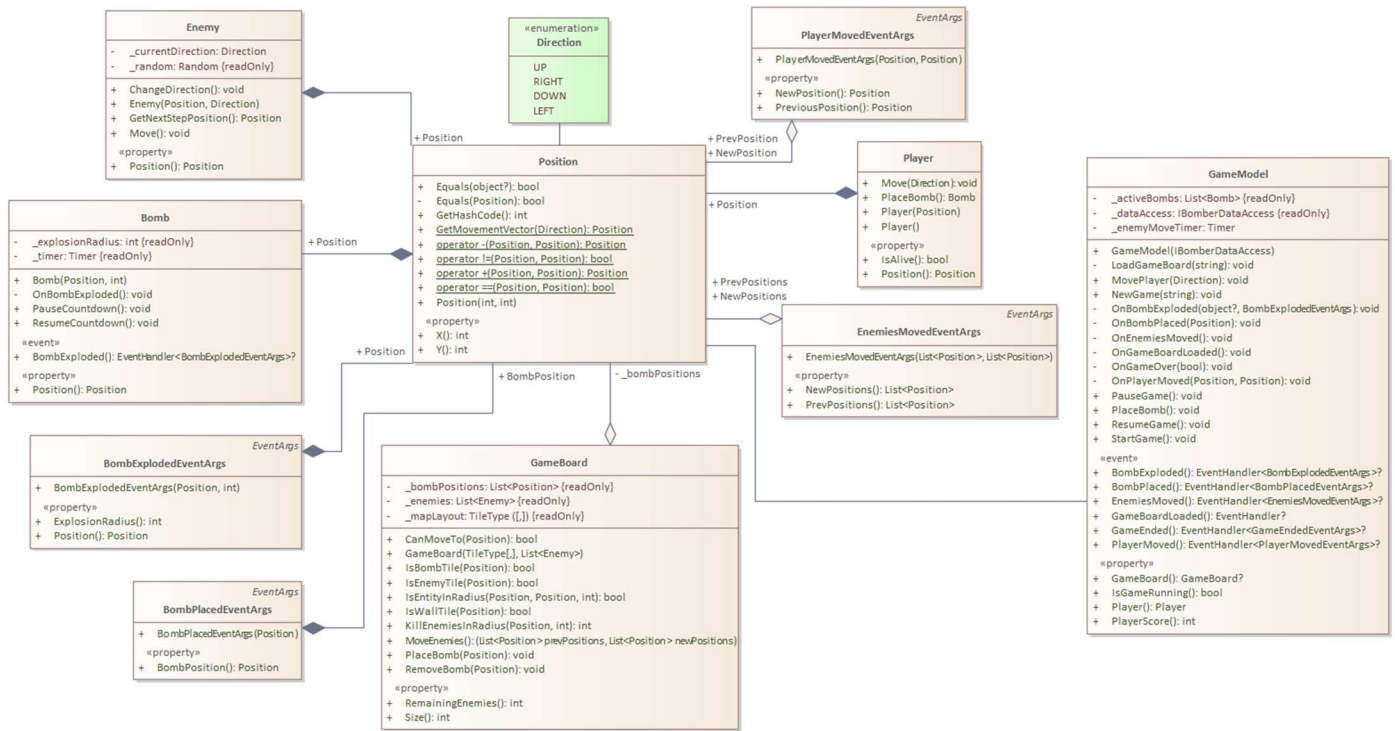 Enemy
- _currentDirection: Direction
- _random: Random {readOnly}
+ ChangeDirection(): void
+ Enemy(Position, Direction)
+ GetNextStepPosition(): Position
+ Move(): void
«property»
+ Position(): Position
«enumeration»
Direction
UP
RIGHT
DOWN
LEFT
EventArgs
PlayerMovedEventArgs
+ PlayerMovedEventArgs(Position, Position)
«property»
+ NewPosition(): Position
+ PreviousPosition(): Position
+ Position
+ PrevPosition
+ NewPosition
Position
+ Equals(object?): bool
- Equals(Position): bool
+ GetHashCode(): int
+ GetMovementVector(Direction): Position
+ operator -(Position, Position): Position
+ operator !=(Position, Position): bool
+ operator +(Position, Position): Position
+ operator ==(Position, Position): bool
+ Position(int, int)
«property»
+ X(): int
+ Y(): int
Player
+ Move(Direction): void
+ PlaceBomb(): Bomb
+ Player(Position)
+ Player()
«property»
+ IsAlive(): bool
+ Position(): Position
+ Position
GameModel
- _activeBombs: List<Bomb> {readOnly}
- _dataAccess: IBomberDataAccess {readOnly}
- _enemyMoveTimer: Timer
+ GameModel(IBomberDataAccess)
- LoadGameBoard(string): void
+ MovePlayer(Direction): void
+ NewGame(string): void
- OnBombExploded(object?, BombExplodedEventArgs): void
- OnBombPlaced(Position): void
- OnEnemiesMoved(): void
- OnGameBoardLoaded(): void
- OnGameOver(bool): void
- OnPlayerMoved(Position, Position): void
+ PauseGame(): void
+ PlaceBomb(): void
+ ResumeGame(): void
+ StartGame(): void
«event»
+ BombExploded(): EventHandler<BombExplodedEventArgs>?
+ BombPlaced(): EventHandler<BombPlacedEventArgs>?
+ EnemiesMoved(): EventHandler<EnemiesMovedEventArgs>?
+ GameBoardLoaded(): EventHandler?
+ GameEnded(): EventHandler<GameEndedEventArgs>?
+ PlayerMoved(): EventHandler<PlayerMovedEventArgs>?
«property»
+ GameBoard(): GameBoard?
+ IsGameRunning(): bool
+ Player(): Player
+ PlayerScore(): int
Bomb
- _explosionRadius: int {readOnly}
- _timer: Timer {readOnly}
+ Bomb(Position, int)
- OnBombExploded(): void
+ PauseCountdown(): void
+ ResumeCountdown(): void
«event»
+ BombExploded(): EventHandler<BombExplodedEventArgs>?
«property»
+ Position(): Position
+ Position
+ PrevPositions
+ NewPositions
EventArgs
EnemiesMovedEventArgs
+ EnemiesMovedEventArgs(List<Position>, List<Position>)
«property»
+ NewPositions(): List<Position>
+ PrevPositions(): List<Position>
+ Position
+ BombPosition
- _bombPositions
EventArgs
BombExplodedEventArgs
+ BombExplodedEventArgs(Position, int)
«property»
+ ExplosionRadius(): int
+ Position(): Position
GameBoard
- _bombPositions: List<Position> {readOnly}
- _enemies: List<Enemy> {readOnly}
- _mapLayout: TileType ([,]) {readOnly}
+ CanMoveTo(Position): bool
+ GameBoard(TileType[,], List<Enemy>)
+ IsBombTile(Position): bool
+ IsEnemyTile(Position): bool
+ IsEntityInRadius(Position, Position, int): bool
+ IsWallTile(Position): bool
+ KillEnemiesInRadius(Position, int): int
+ MoveEnemies(): (List<Position> prevPositions, List<Position> newPositions)
+ PlaceBomb(Position): void
+ RemoveBomb(Position): void
«property»
+ RemainingEnemies(): int
+ Size(): int
EventArgs
BombPlacedEventArgs
+ BombPlacedEventArgs(Position)
«property»
+ BombPosition(): Position